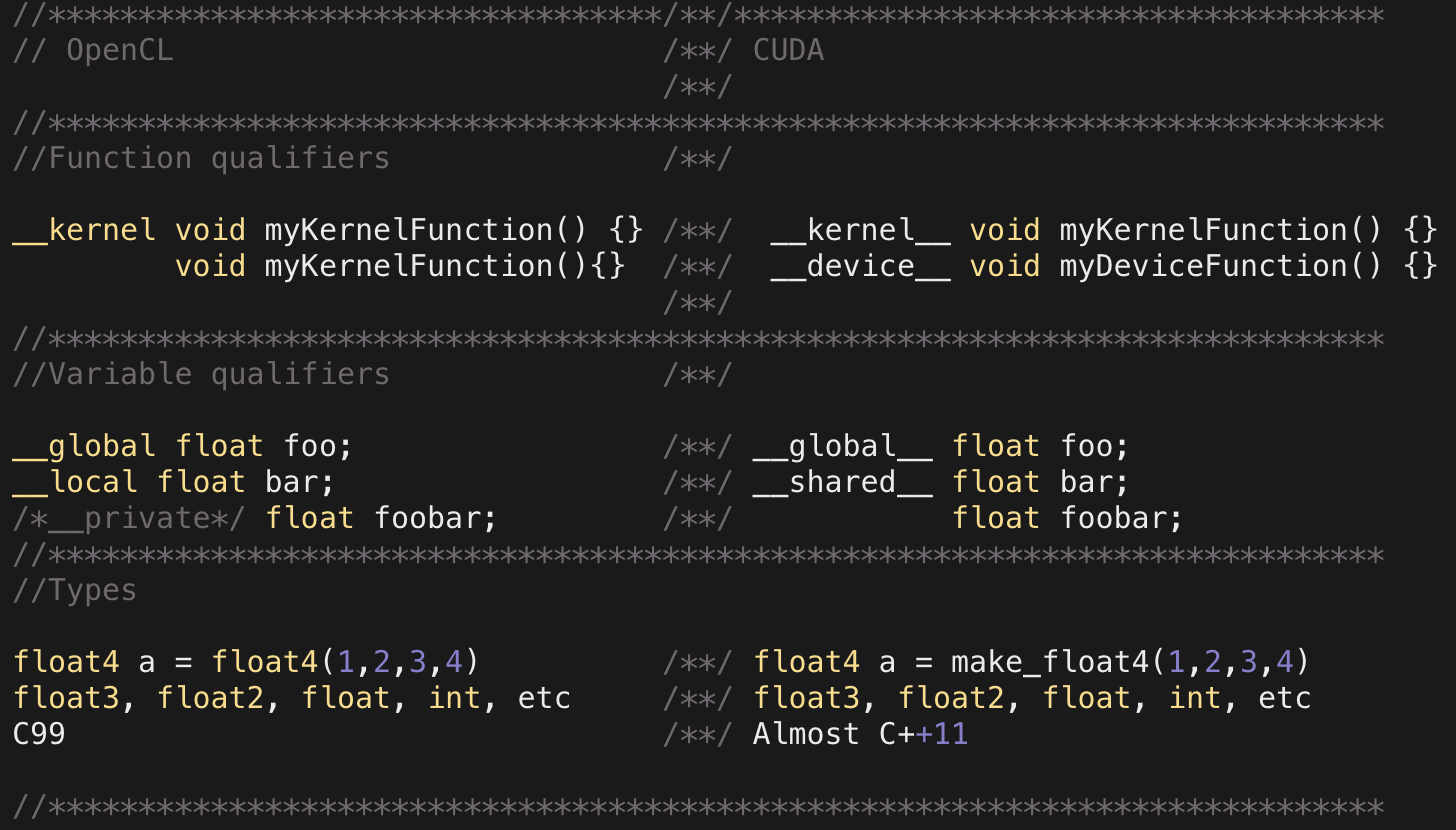 //**********************************/**/************************************
// OpenCL                           /**/ CUDA
                                    /**/
//**************************************************************************
//Function qualifiers               /**/

__kernel void myKernelFunction() {} /**/  __kernel__ void myKernelFunction() {}
         void myKernelFunction(){}  /**/  __device__ void myDeviceFunction() {}
                                    /**/
//**************************************************************************
//Variable qualifiers               /**/

__global float foo;                 /**/ __global__ float foo;
__local float bar;                  /**/ __shared__ float bar;
/*__private*/ float foobar;         /**/            float foobar;
//**************************************************************************
//Types

float4 a = float4(1,2,3,4)          /**/ float4 a = make_float4(1,2,3,4)
float3, float2, float, int, etc     /**/ float3, float2, float, int, etc
C99                                 /**/ Almost C++11

//**************************************************************************